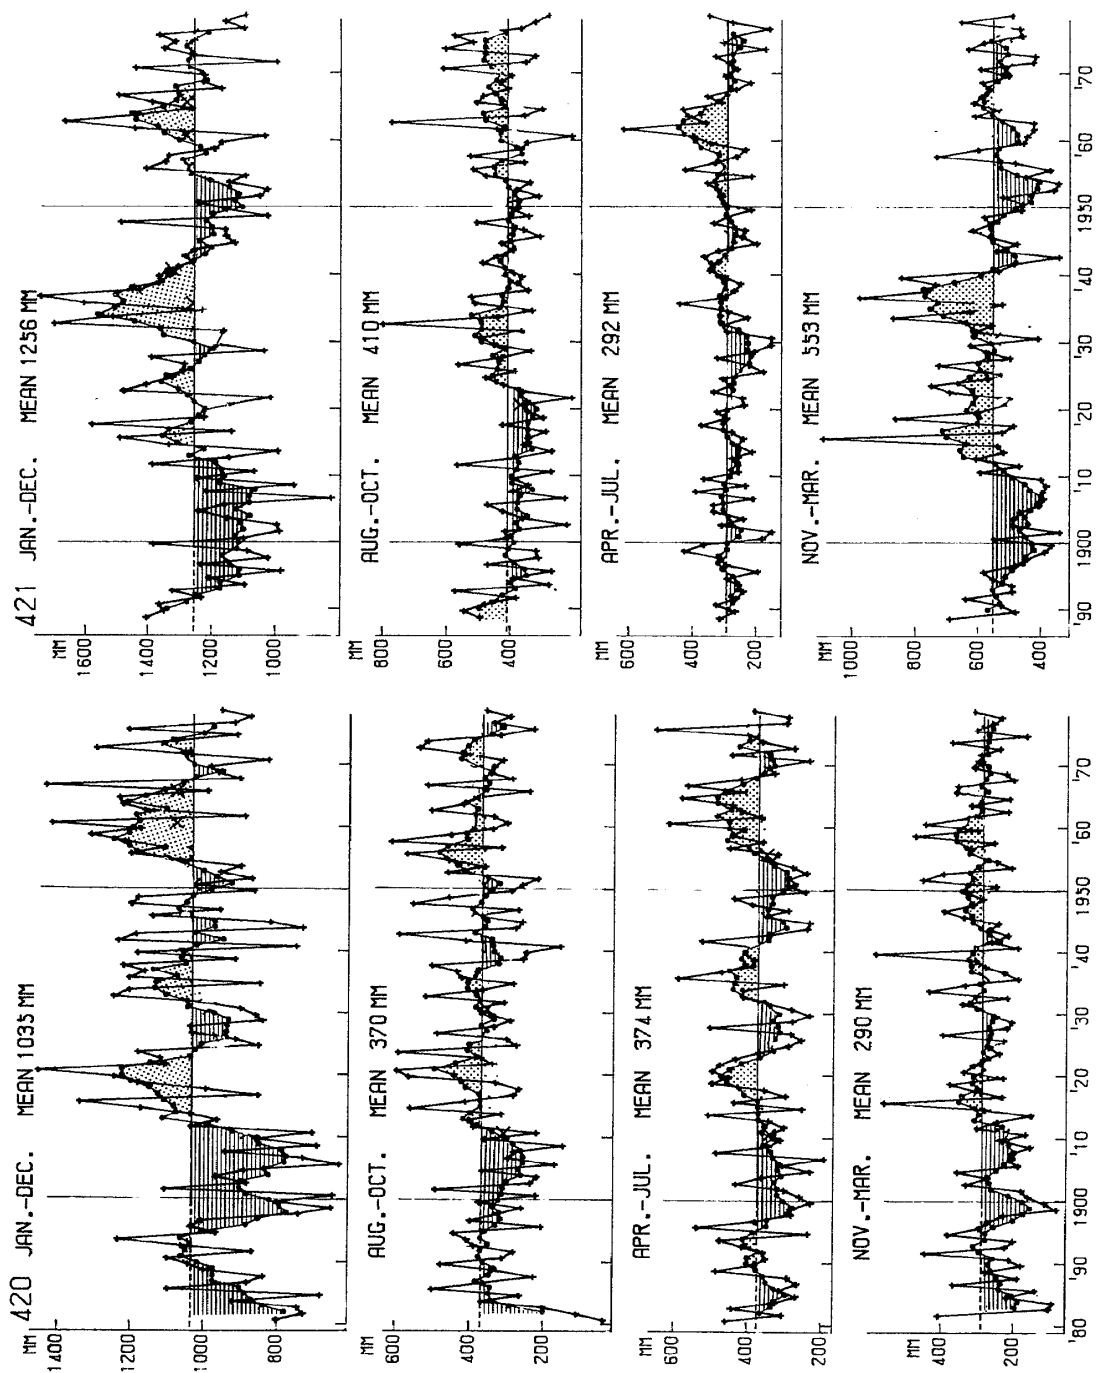 420 JAN.-DEC. MEAN 1035 MM
MM
1400
1200
1000
800
AUG.-OCT. MEAN 370 MM
600
400
200
APR.-JUL. MEAN 374 MM
600
400
200
NOV.-MAR. MEAN 290 MM
MM
400
200
'80 '90 1900 '10 '20 '30 '40 1950 '60 '70
421 JAN.-DEC. MEAN 1256 MM
MM
1600
1400
1200
1000
AUG.-OCT. MEAN 410 MM
MM
800
600
400
APR.-JUL. MEAN 292 MM
MM
600
400
200
NOV.-MAR. MEAN 553 MM
MM
1000
800
600
400
'90 1900 '10 '20 '30 '40 1950 '60 '70